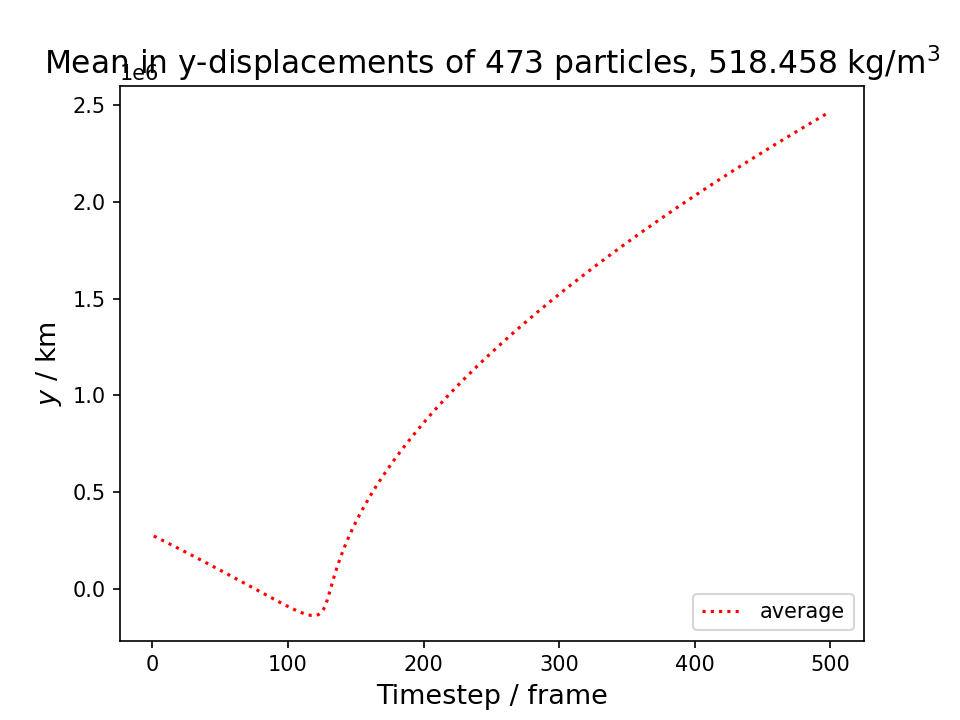 Mean in y-displacements of 473 particles, 518.458 kg/m³
1e6
2.5
2.0
1.5
1.0
0.5
0.0
y / km
average
0 100 200 300 400 500
Timestep / frame